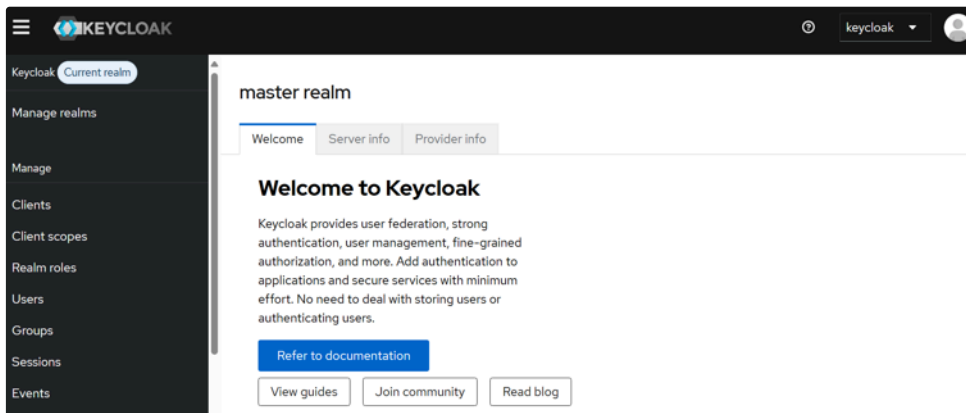 KEYCLOAK
keycloak
Keycloak Current realm
Manage realms
Manage
Clients
Client scopes
Realm roles
Users
Groups
Sessions
Events
master realm
Welcome Server info Provider info
Welcome to Keycloak
Keycloak provides user federation, strong
authentication, user management, fine-grained
authorization, and more. Add authentication to
applications and secure services with minimum
effort. No need to deal with storing users or
authenticating users.
Refer to documentation
View guides Join community Read blog